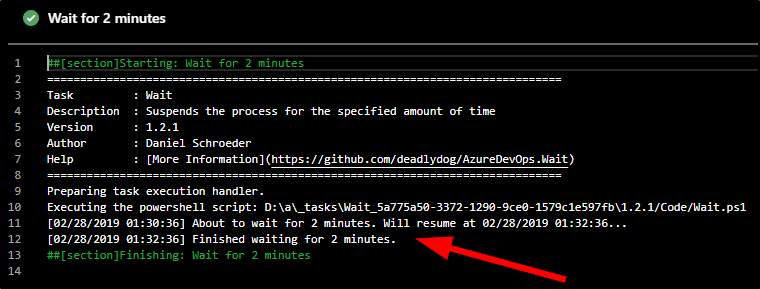 Wait for 2 minutes
1 ##[section]Starting: Wait for 2 minutes
2 ==============================================================================
3 Task : Wait
4 Description : Suspends the process for the specified amount of time
5 Version : 1.2.1
6 Author : Daniel Schroeder
7 Help : [More Information](https://github.com/deadlydog/AzureDevOps.Wait)
8 ==============================================================================
9 Preparing task execution handler.
10 Executing the powershell script: D:\a\_tasks\Wait_5a775a50-3372-1290-9ce0-1579c1e597fb\1.2.1/Code/Wait.ps1
11 [02/28/2019 01:30:36] About to wait for 2 minutes. Will resume at 02/28/2019 01:32:36...
12 [02/28/2019 01:32:36] Finished waiting for 2 minutes.
13 ##[section]Finishing: Wait for 2 minutes
14